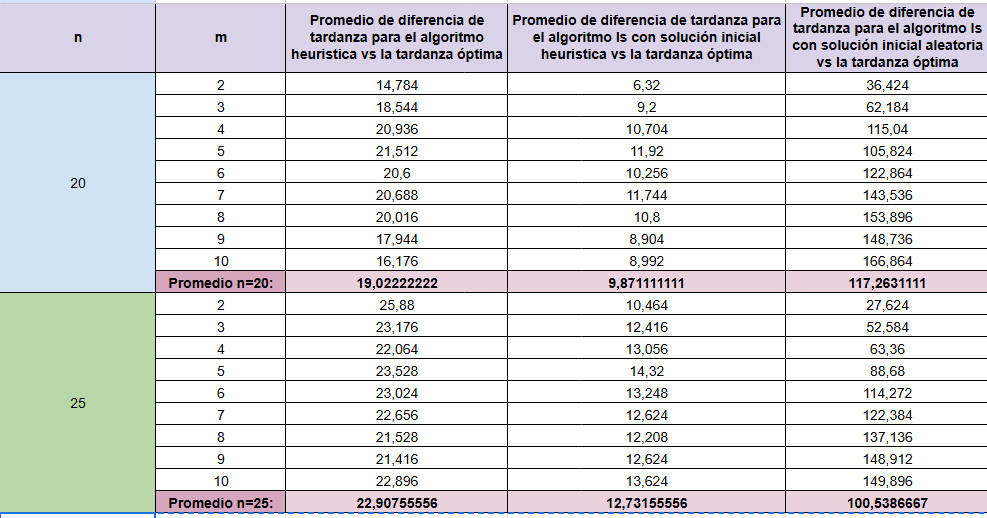 n m Promedio de diferencia de tardanza para el algoritmo heuristica vs la tardanza óptima Promedio de diferencia de tardanza para el algoritmo ls con solución inicial heuristica vs la tardanza óptima Promedio de diferencia de tardanza para el algoritmo ls con solución inicial aleatoria vs la tardanza óptima
20
2 14,784 6,32 36,424
3 18,544 9,2 62,184
4 20,936 10,704 115,04
5 21,512 11,92 105,824
6 20,6 10,256 122,864
7 20,688 11,744 143,536
8 20,016 10,8 153,896
9 17,944 8,904 148,736
10 16,176 8,992 166,864
Promedio n=20: 19,02222222 9,871111111 117,2631111
25
2 25,88 10,464 27,624
3 23,176 12,416 52,584
4 22,064 13,056 63,36
5 23,528 14,32 88,68
6 23,024 13,248 114,272
7 22,656 12,624 122,384
8 21,528 12,208 137,136
9 21,416 12,624 148,912
10 22,896 13,624 149,896
Promedio n=25: 22,90755556 12,73155556 100,5386667